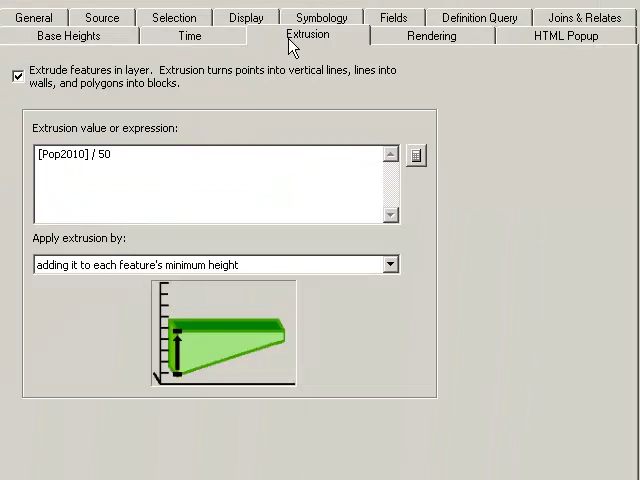 General Source Selection Display Symbology Fields Definition Query Joins & Relates
Base Heights Time Extrusion Rendering HTML Popup
Extrude features in layer. Extrusion turns points into vertical lines, lines into
walls, and polygons into blocks.
Extrusion value or expression:
[Pop2010] / 50
Apply extrusion by:
adding it to each feature's minimum height